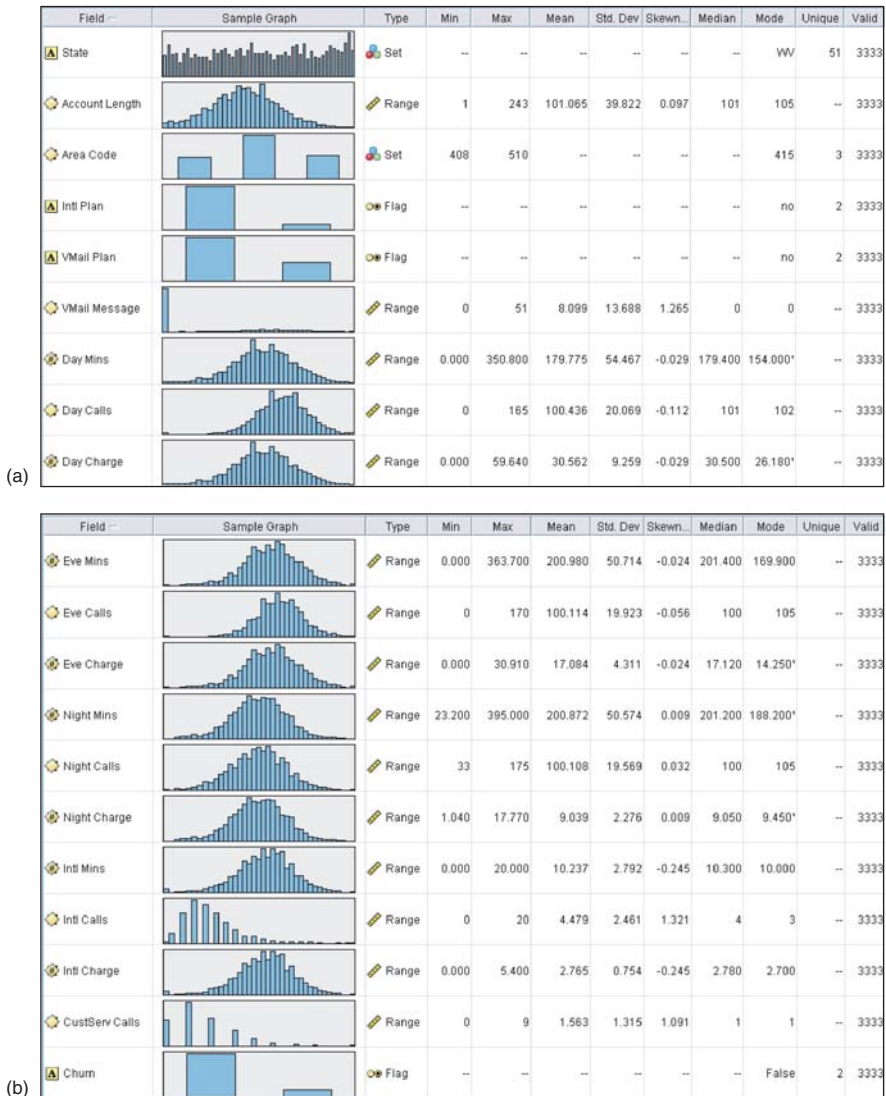 Field Sample Graph Type Min Max Mean Std. Dev Skewn... Median Mode Unique Valid
A State Set -- -- -- -- -- -- WV 51 3333
Account Length Range 1 243 101.065 39.822 0.097 101 105 -- 3333
Area Code Set 408 510 -- -- -- -- 415 3 3333
A Intl Plan Flag -- -- -- -- -- -- no 2 3333
A VMail Plan Flag -- -- -- -- -- -- no 2 3333
VMail Message Range 0 51 8.099 13.688 1.265 0 0 -- 3333
Day Mins Range 0.000 350.800 179.775 54.467 -0.029 179.400 154.000* -- 3333
Day Calls Range 0 165 100.436 20.069 -0.112 101 102 -- 3333
(a) Day Charge Range 0.000 59.640 30.562 9.259 -0.029 30.500 26.180* -- 3333
Field Sample Graph Type Min Max Mean Std. Dev Skewn... Median Mode Unique Valid
Eve Mins Range 0.000 363.700 200.980 50.714 -0.024 201.400 169.900 -- 3333
Eve Calls Range 0 170 100.114 19.923 -0.056 100 105 -- 3333
Eve Charge Range 0.000 30.910 17.084 4.311 -0.024 17.120 14.250* -- 3333
Night Mins Range 23.200 395.000 200.872 50.574 0.009 201.200 188.200* -- 3333
Night Calls Range 33 175 100.108 19.569 0.032 100 105 -- 3333
Night Charge Range 1.040 17.770 9.039 2.276 0.009 9.050 9.450* -- 3333
Intl Mins Range 0.000 20.000 10.237 2.792 -0.245 10.300 10.000 -- 3333
Intl Calls Range 0 20 4.479 2.461 1.321 4 3 -- 3333
Intl Charge Range 0.000 5.400 2.765 0.754 -0.245 2.780 2.700 -- 3333
CustServ Calls Range 0 9 1.563 1.315 1.091 1 1 -- 3333
(b) A Churn Flag -- -- -- -- -- -- False 2 3333